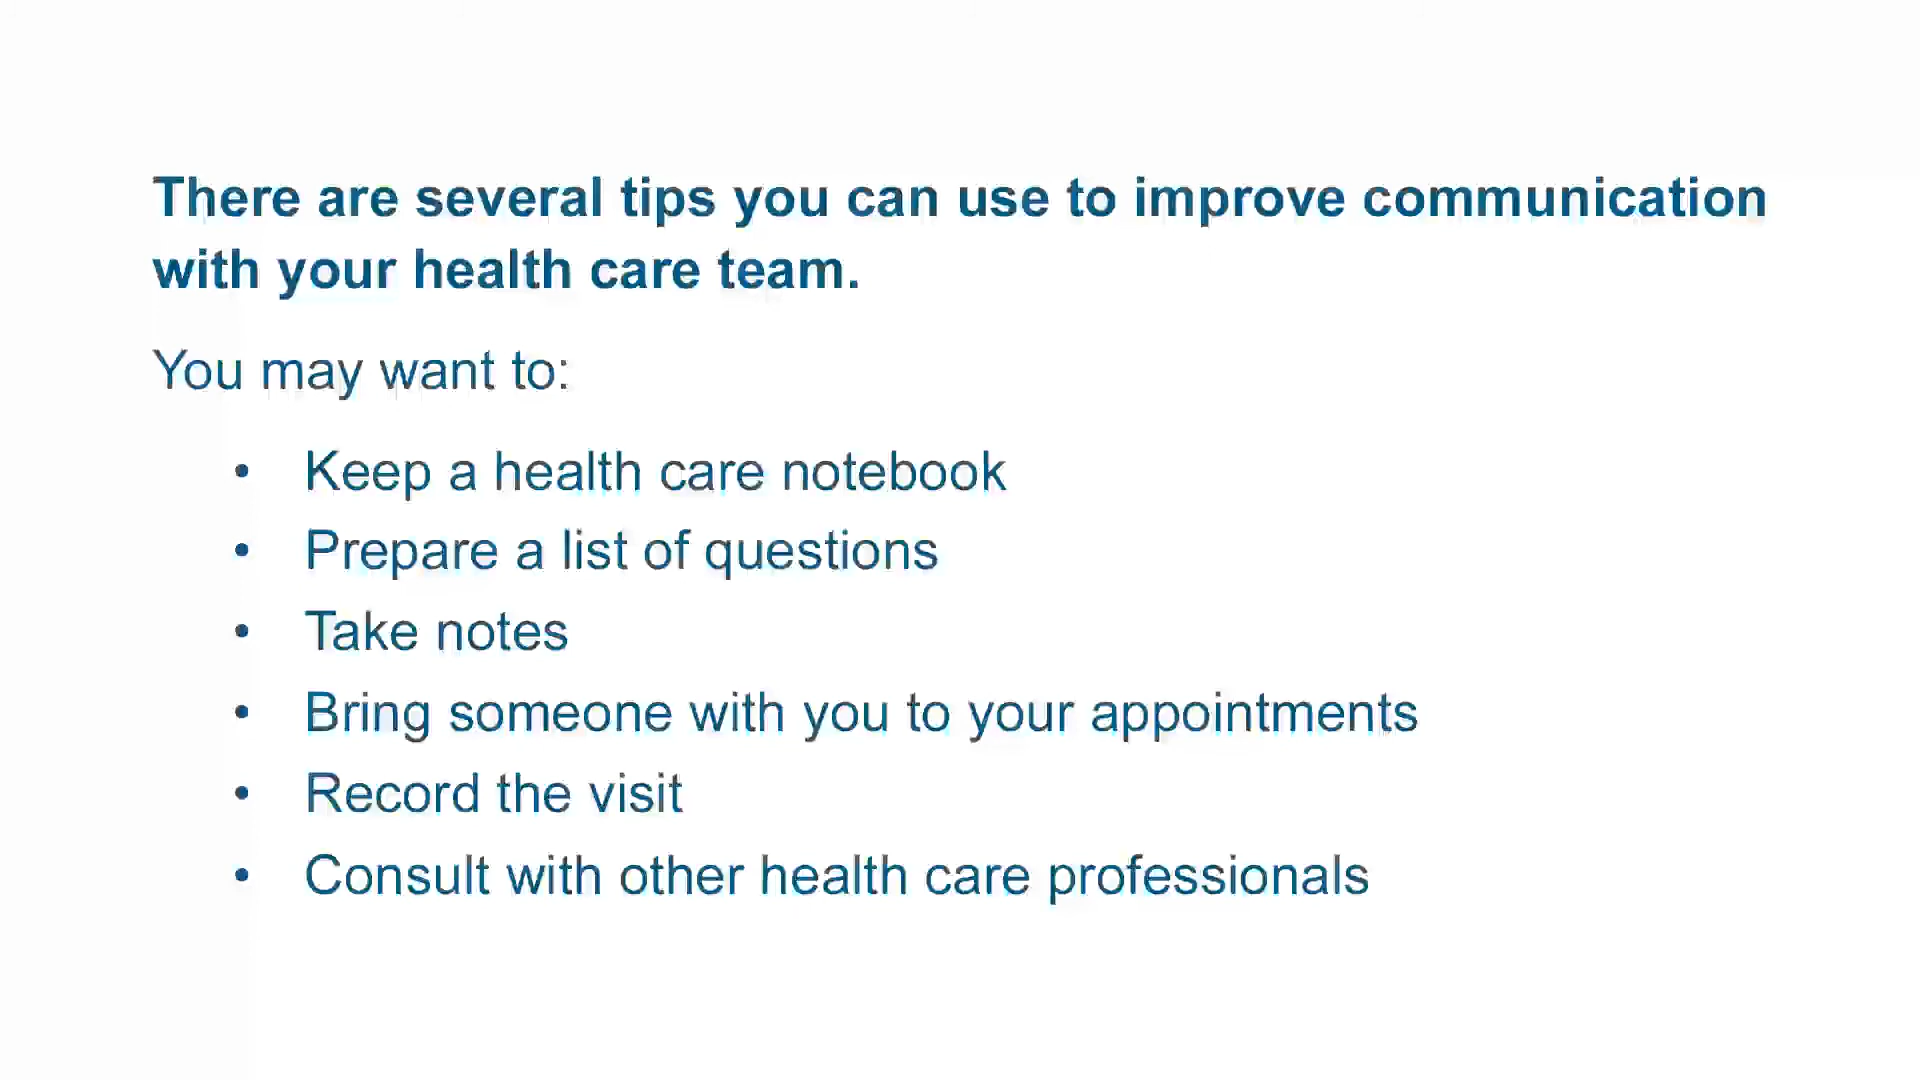 There are several tips you can use to improve communication
with your health care team.
You may want to:
• Keep a health care notebook
• Prepare a list of questions
• Take notes
• Bring someone with you to your appointments
• Record the visit
• Consult with other health care professionals